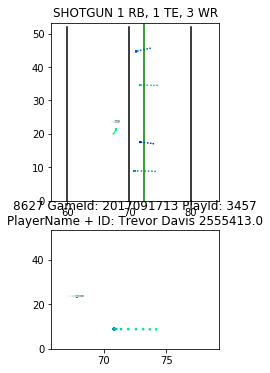 SHOTGUN 1 RB, 1 TE, 3 WR
50
40
30
20
10
0
60 70 80
8627 GameId: 2017091713 PlayId: 3457
PlayerName + ID: Trevor Davis 2555413.0
40
20
0
70 75